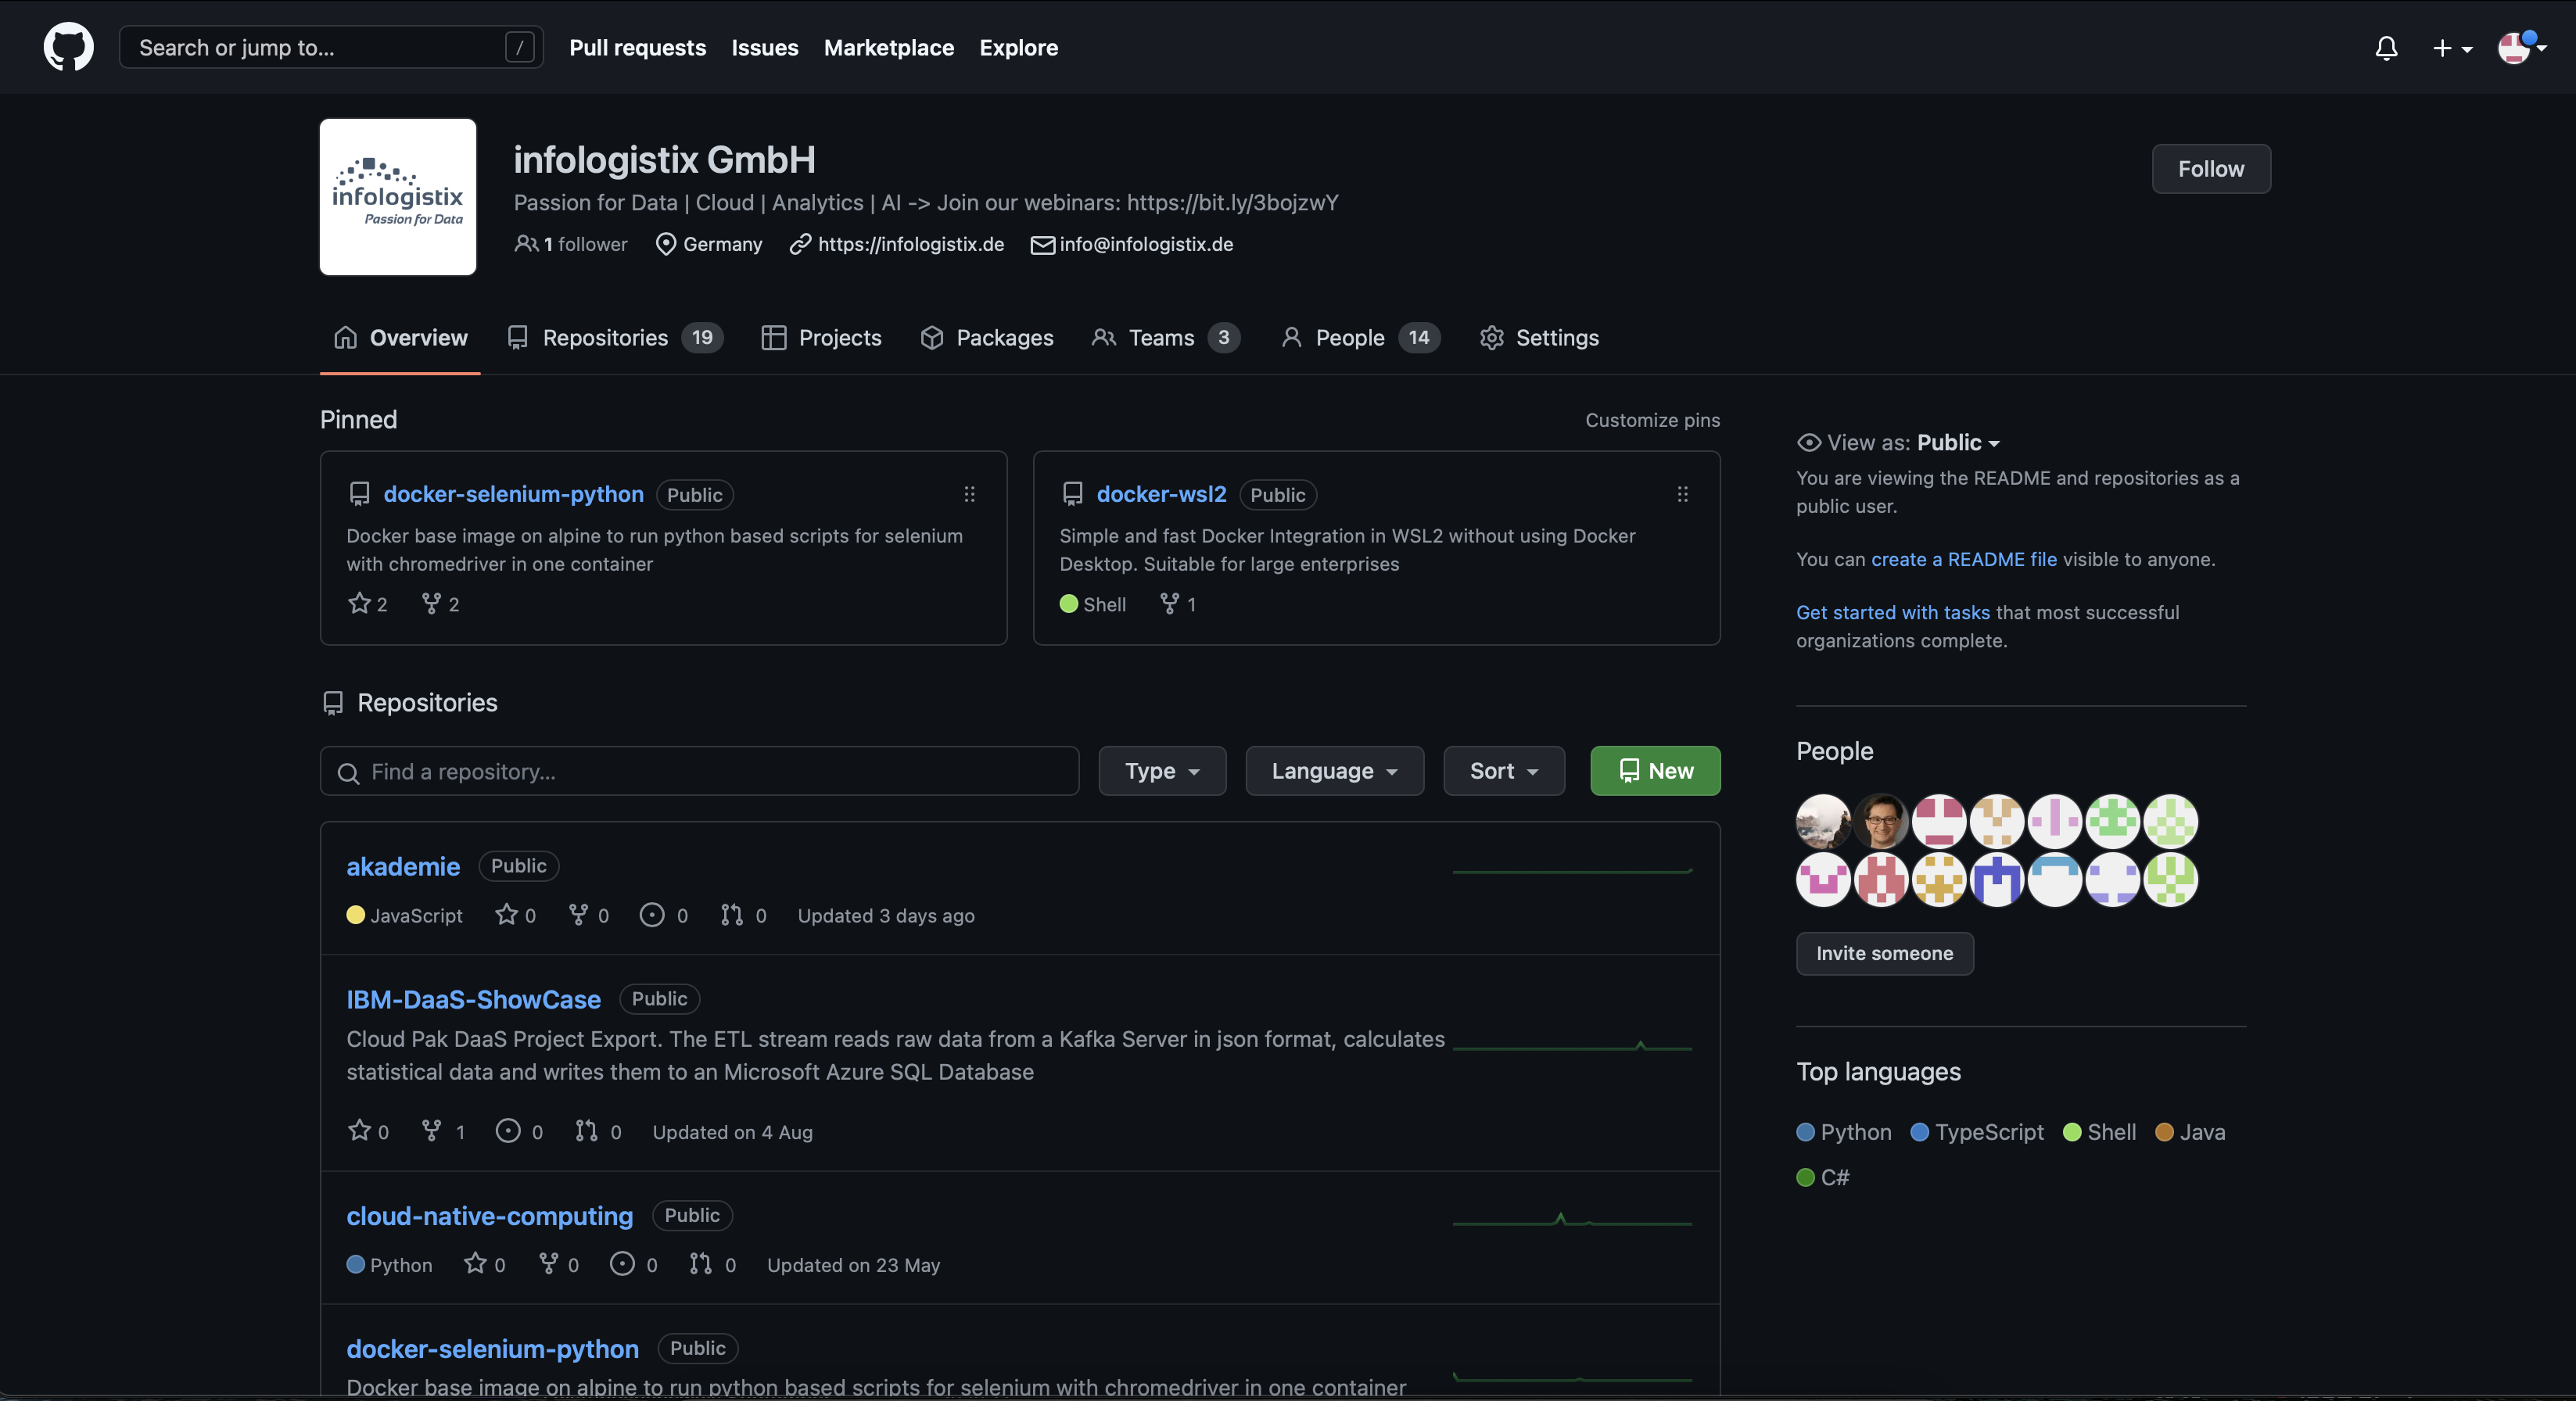 Search or jump to... /
Pull requests
Issues
Marketplace
Explore
infologistix
Passion for Data
infologistix GmbH
Passion for Data | Cloud | Analytics | AI -> Join our webinars: https://bit.ly/3bojzwY
1 follower Germany https://infologistix.de info@infologistix.de
Follow
Overview
Repositories 19
Projects
Packages
Teams 3
People 14
Settings
Pinned
Customize pins
docker-selenium-python Public
Docker base image on alpine to run python based scripts for selenium
with chromedriver in one container
2 2
docker-wsl2 Public
Simple and fast Docker Integration in WSL2 without using Docker
Desktop. Suitable for large enterprises
Shell 1
Repositories
Find a repository...
Type
Language
Sort
New
akademie Public
JavaScript 0 0 0 0 Updated 3 days ago
IBM-DaaS-ShowCase Public
Cloud Pak DaaS Project Export. The ETL stream reads raw data from a Kafka Server in json format, calculates
statistical data and writes them to an Microsoft Azure SQL Database
0 1 0 0 Updated on 4 Aug
cloud-native-computing Public
Python 0 0 0 0 Updated on 23 May
docker-selenium-python Public
Docker base image on alpine to run python based scripts for selenium with chromedriver in one container
View as: Public
You are viewing the README and repositories as a
public user.
You can create a README file visible to anyone.
Get started with tasks that most successful
organizations complete.
People
Invite someone
Top languages
Python TypeScript Shell Java
C#